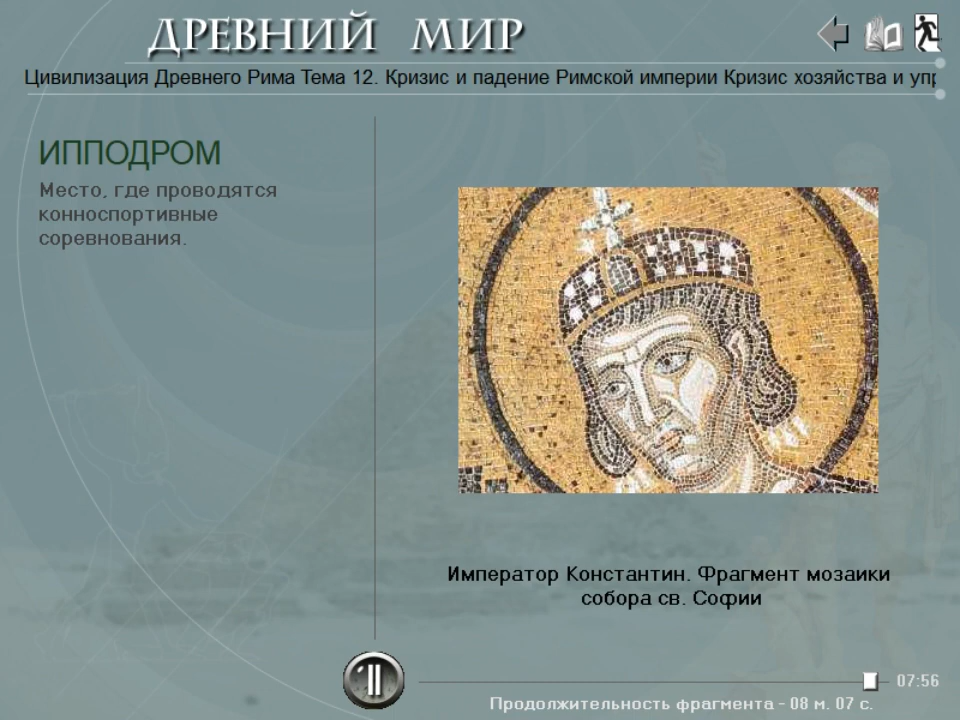 ДРЕВНИЙ МИР
Цивилизация Древнего Рима Тема 12. Кризис и падение Римской империи Кризис хозяйства и упр
ИППОДРОМ
Место, где проводятся
конноспортивные
соревнования.
Император Константин. Фрагмент мозаики
собора св. Софии
07:56
Продолжительность фрагмента - 08 м. 07 с.